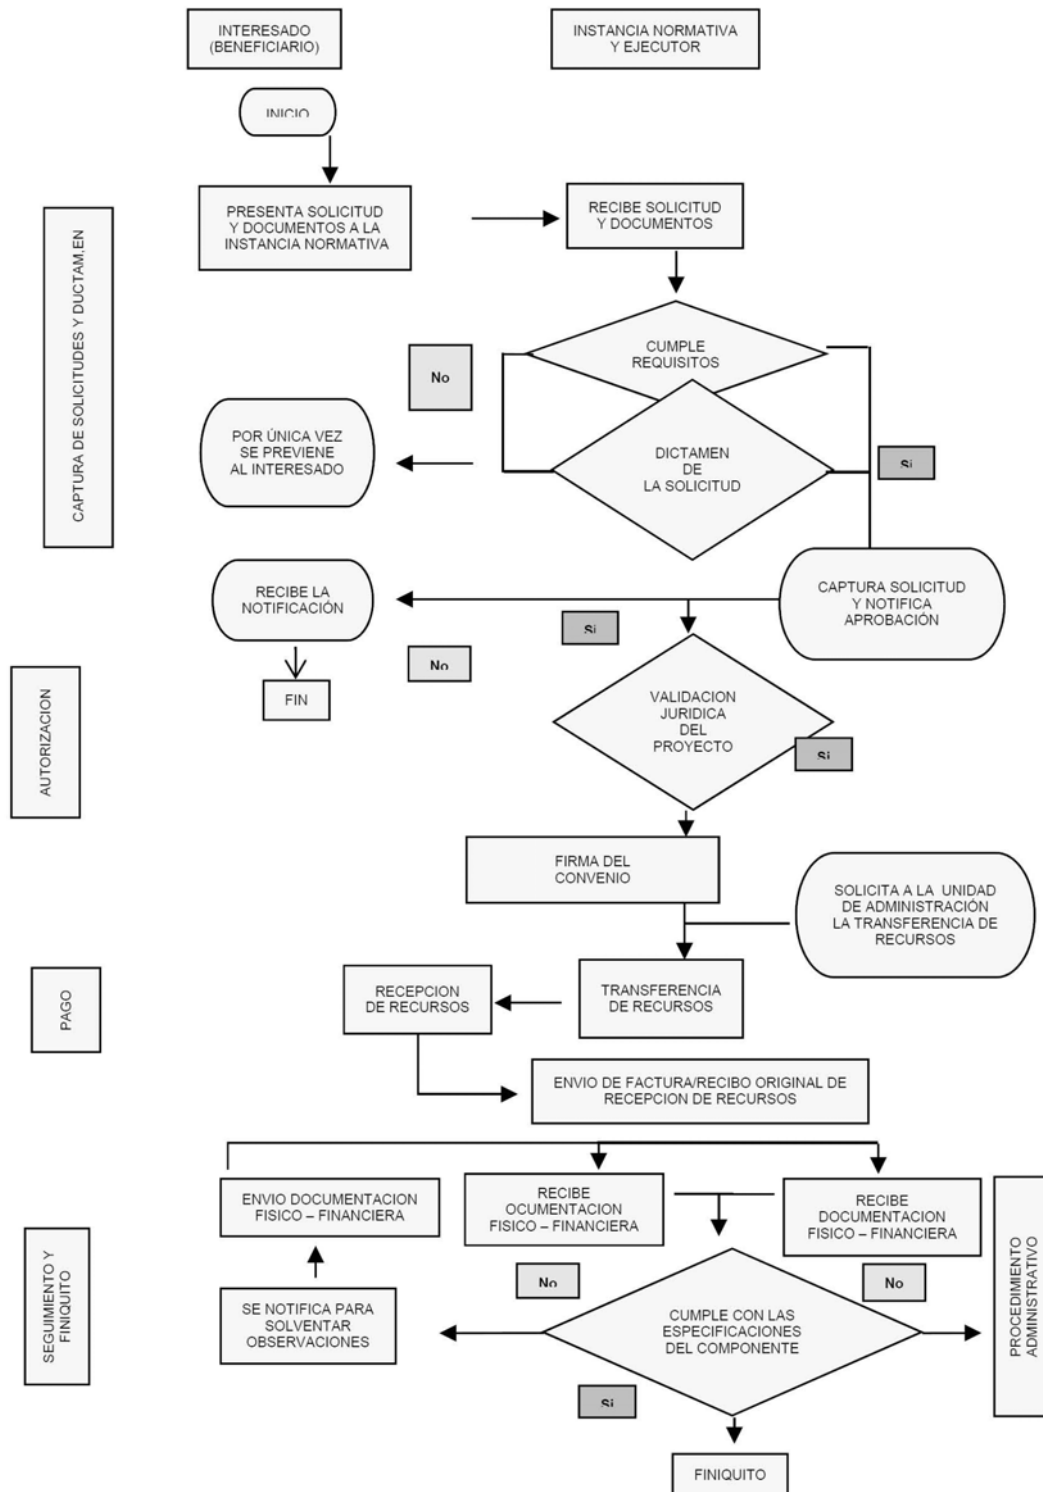 INTERESADO
(BENEFICIARIO)
INSTANCIA NORMATIVA
Y EJECUTOR
INICIO
PRESENTA SOLICITUD
Y DOCUMENTOS A LA
INSTANCIA NORMATIVA
RECIBE SOLICITUD
Y DOCUMENTOS
CAPTURA DE SOLICITUDES Y DUCTAM,EN
CUMPLE
REQUISITOS
No
POR ÚNICA VEZ
SE PREVIENE
AL INTERESADO
DICTAMEN
DE
LA SOLICITUD
Si
RECIBE LA
NOTIFICACIÓN
CAPTURA SOLICITUD
Y NOTIFICA
APROBACIÓN
Si
No
FIN
AUTORIZACION
VALIDACION
JURIDICA
DEL
PROYECTO
Si
FIRMA DEL
CONVENIO
SOLICITA A LA UNIDAD
DE ADMINISTRACIÓN
LA TRANSFERENCIA DE
RECURSOS
PAGO
RECEPCION
DE RECURSOS
TRANSFERENCIA
DE RECURSOS
ENVIO DE FACTURA/RECIBO ORIGINAL DE
RECEPCION DE RECURSOS
ENVIO DOCUMENTACION
FISICO – FINANCIERA
RECIBE
OCUMENTACION
FISICO – FINANCIERA
RECIBE
DOCUMENTACION
FISICO – FINANCIERA
SEGUIMIENTO Y
FINIQUITO
No
No
SE NOTIFICA PARA
SOLVENTAR
OBSERVACIONES
CUMPLE CON LAS
ESPECIFICACIONES
DEL COMPONENTE
PROCEDIMIENTO
ADMINISTRATIVO
Si
FINIQUITO